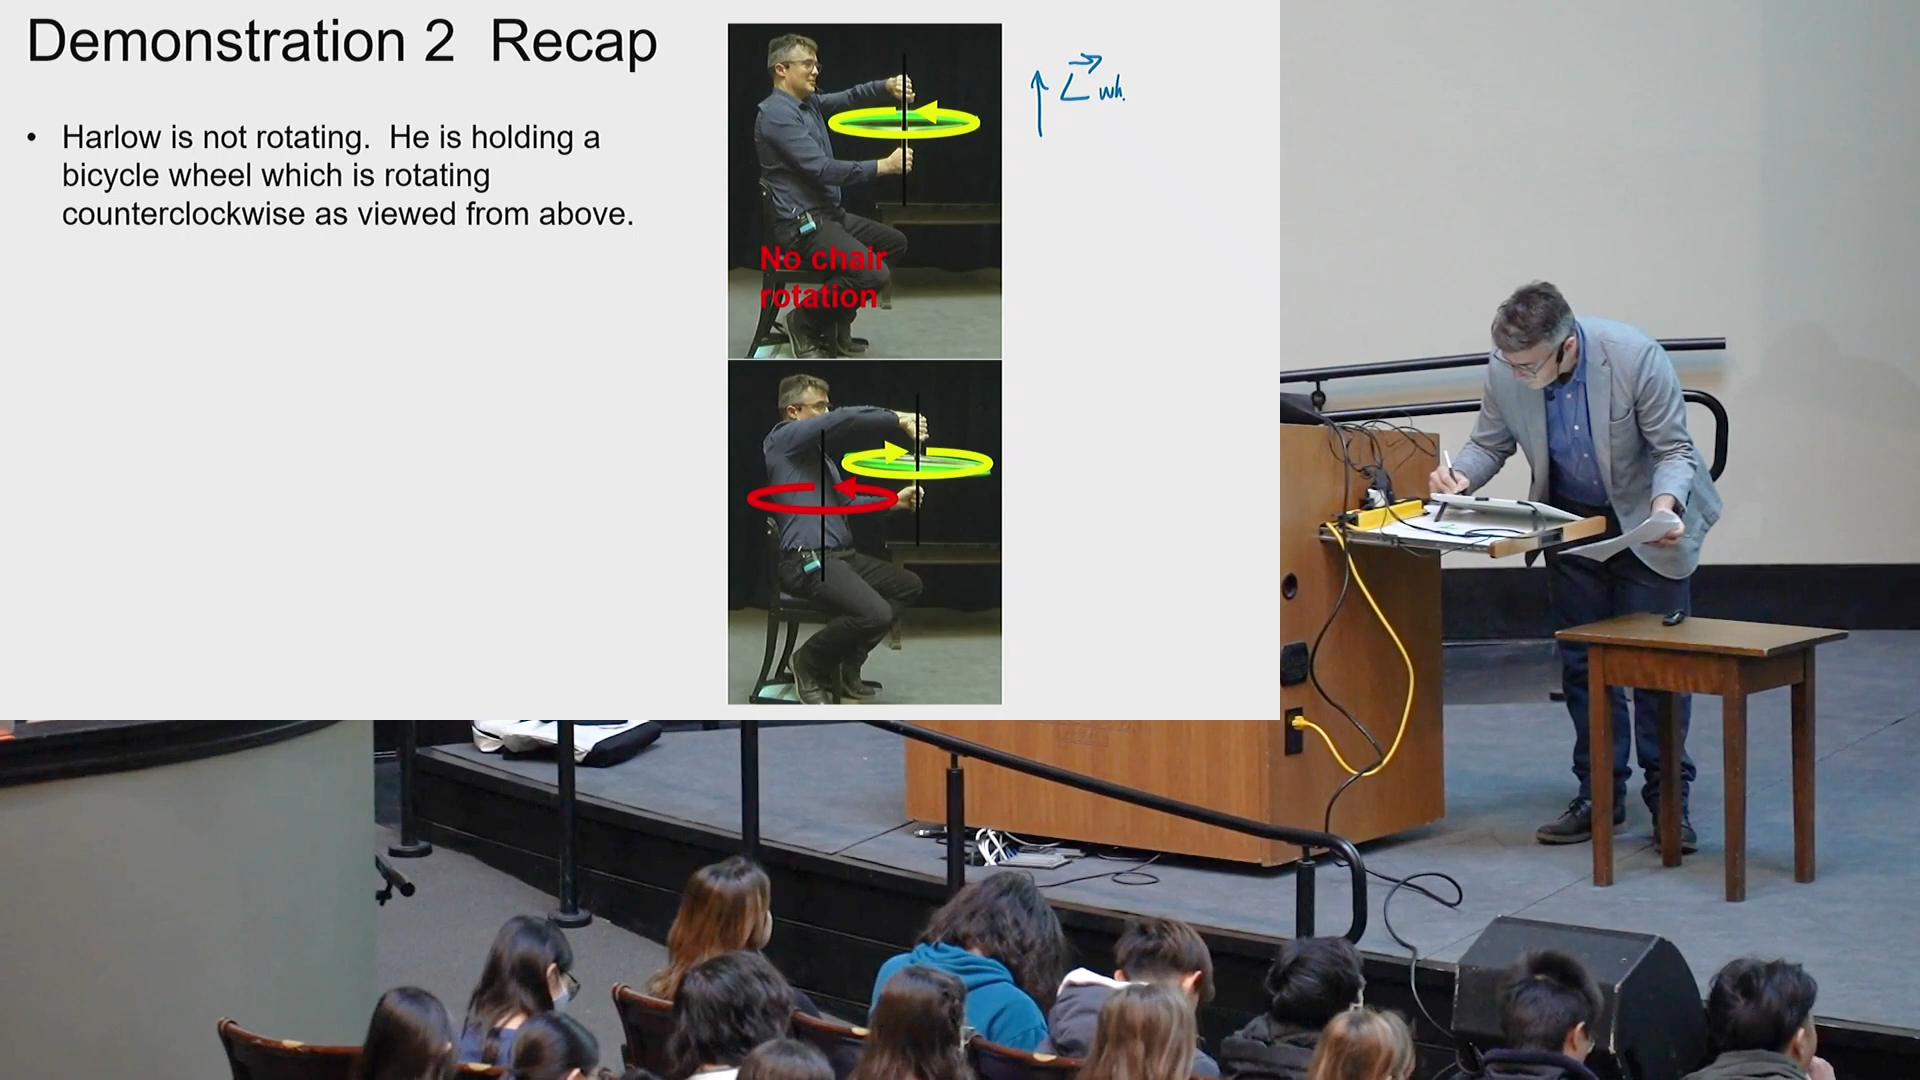 Demonstration 2 Recap
• Harlow is not rotating. He is holding a
bicycle wheel which is rotating
counterclockwise as viewed from above.
No chair
rotation
L wh.